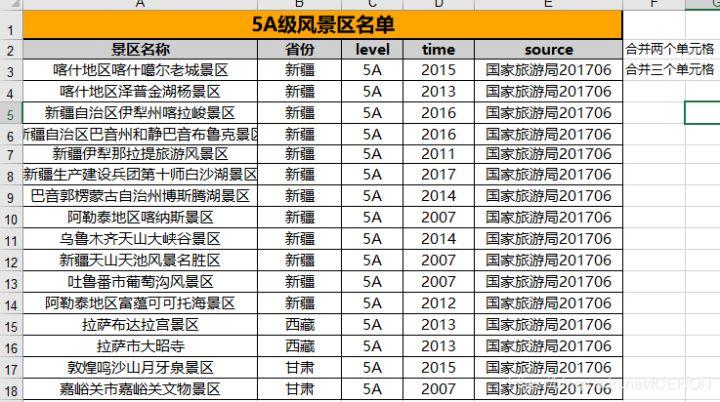 A B C D E F G
1 5A级风景区名单
2 景区名称 省份 level time source 合并两个单元格
3 喀什地区喀什噶尔老城景区 新疆 5A 2015 国家旅游局201706 合并三个单元格
4 喀什地区泽普金湖杨景区 新疆 5A 2013 国家旅游局201706
5 新疆自治区伊犁州喀拉峻景区 新疆 5A 2016 国家旅游局201706
6 新疆自治区巴音州和静巴音布鲁克景区 新疆 5A 2016 国家旅游局201706
7 新疆伊犁那拉提旅游风景区 新疆 5A 2011 国家旅游局201706
8 新疆生产建设兵团第十师白沙湖景区 新疆 5A 2017 国家旅游局201706
9 巴音郭楞蒙古自治州博斯腾湖景区 新疆 5A 2014 国家旅游局201706
10 阿勒泰地区喀纳斯景区 新疆 5A 2007 国家旅游局201706
11 乌鲁木齐天山大峡谷景区 新疆 5A 2014 国家旅游局201706
12 新疆天山天池风景名胜区 新疆 5A 2007 国家旅游局201706
13 吐鲁番市葡萄沟风景区 新疆 5A 2007 国家旅游局201706
14 阿勒泰地区富蕴可可托海景区 新疆 5A 2012 国家旅游局201706
15 拉萨布达拉宫景区 西藏 5A 2013 国家旅游局201706
16 拉萨市大昭寺 西藏 5A 2013 国家旅游局201706
17 敦煌鸣沙山月牙泉景区 甘肃 5A 2015 国家旅游局201706
18 嘉峪关市嘉峪关文物景区 甘肃 5A 2007 国家旅游局201706